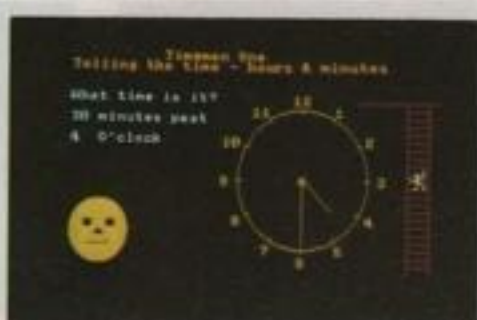 Timeman One
Telling the time - hours & minutes
What time is it?
30 minutes past
4 O'clock
12
11 1
10 2
9 3
8 4
7 5
6